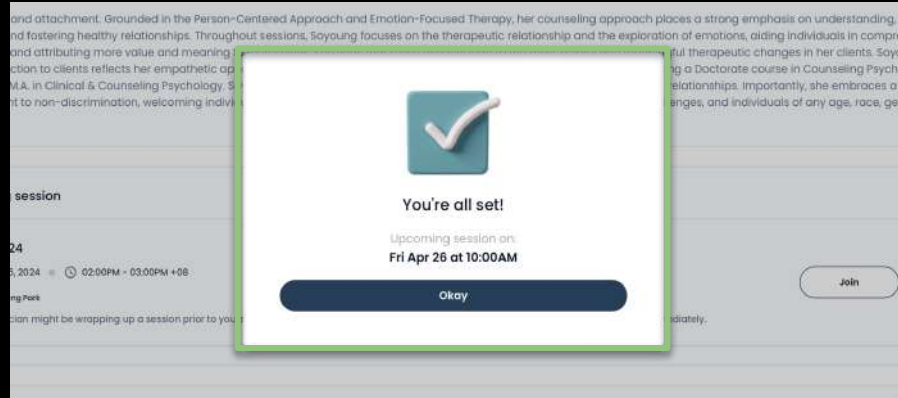 and attachment. Grounded in the Person-Centered Approach and Emotion-Focused Therapy, her counseling approach places a strong emphasis on understanding,
nd fostering healthy relationships. Throughout sessions, Soyoung focuses on the therapeutic relationship and the exploration of emotions, aiding individuals in compr
and attributing more value and meaning ful therapeutic changes in her clients. Soyo
ction to clients reflects her empathetic ap ng a Doctorate course in Counseling Psych
M.A. in Clinical & Counseling Psychology. S elationships. Importantly, she embraces a
nt to non-discrimination, welcoming indivi enges, and individuals of any age, race, ge
session
You're all set!
Upcoming session on:
Fri Apr 26 at 10:00AM
Okay
24
, 2024 02:00PM - 03:00PM +08
Join
ng Park
cian might be wrapping up a session prior to you diately.